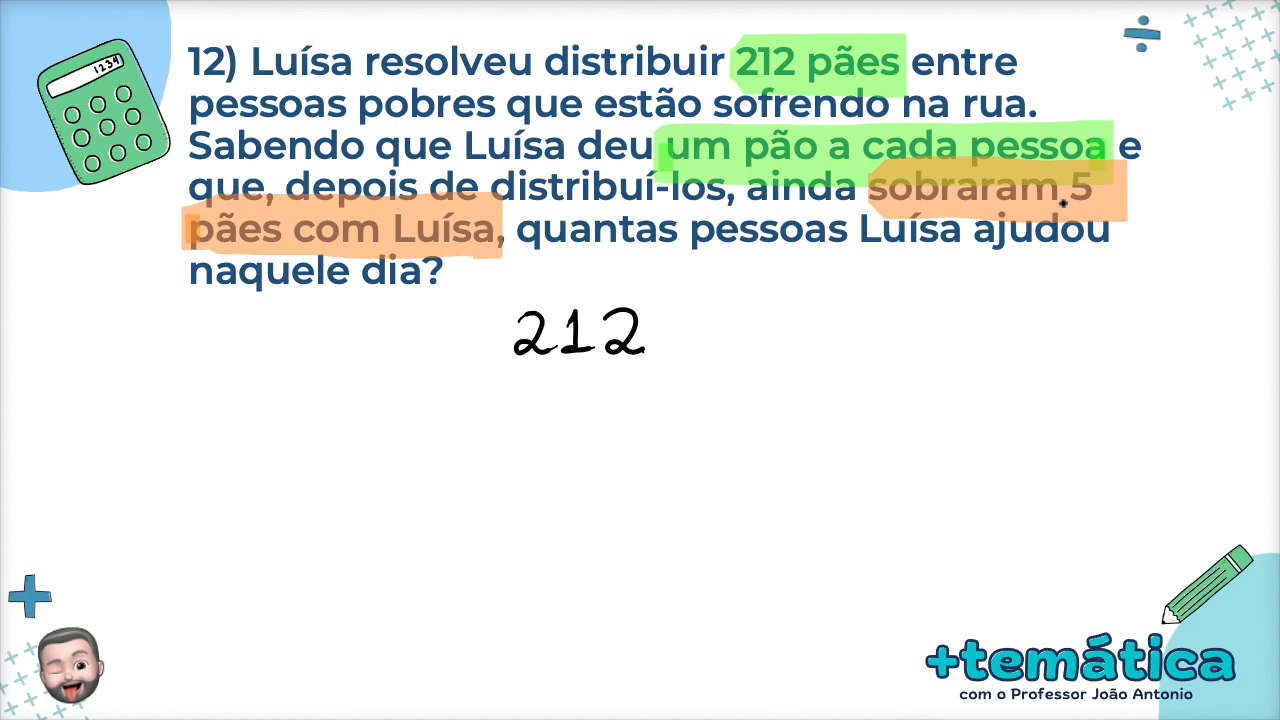 1234
12) Luísa resolveu distribuir 212 pães entre
pessoas pobres que estão sofrendo na rua.
Sabendo que Luísa deu um pão a cada pessoa e
que, depois de distribuí-los, ainda sobraram 5
pães com Luísa, quantas pessoas Luísa ajudou
naquele dia?
212
+temática
com o Professor João Antonio